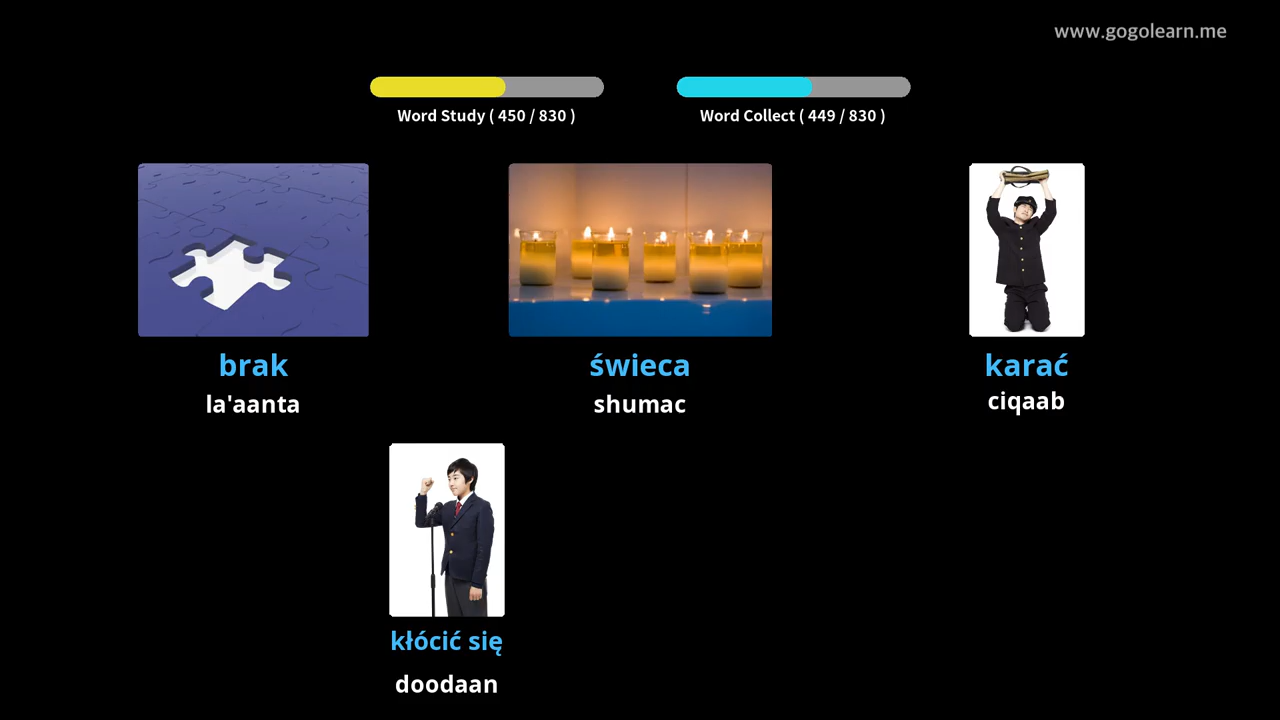 www.gogolearn.me
Word Study ( 450 / 830 )
Word Collect ( 449 / 830 )
brak
la'aanta
świeca
shumac
karać
ciqaab
kłócić się
doodaan